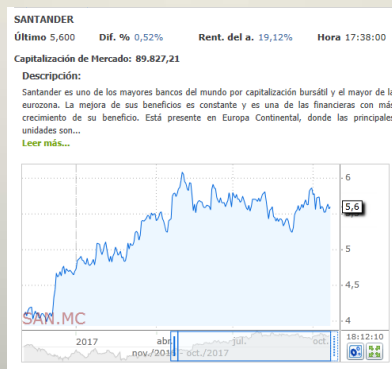 SANTANDER
Último 5,600 Dif. % 0,52% Rent. del a. 19,12% Hora 17:38:00
Capitalización de Mercado: 89.827,21
Descripción:
Santander es uno de los mayores bancos del mundo por capitalización bursátil y el mayor de la
eurozona. La mejora de sus beneficios es constante y es una de las financieras con más
crecimiento de su beneficio. Está presente en Europa Continental, donde las principales
unidades son...
Leer más...
6
5,6
5
4,5
4
SAN.MC
2017 abr. jul. oct.
18:12:10
nov./2016 - oct./2017